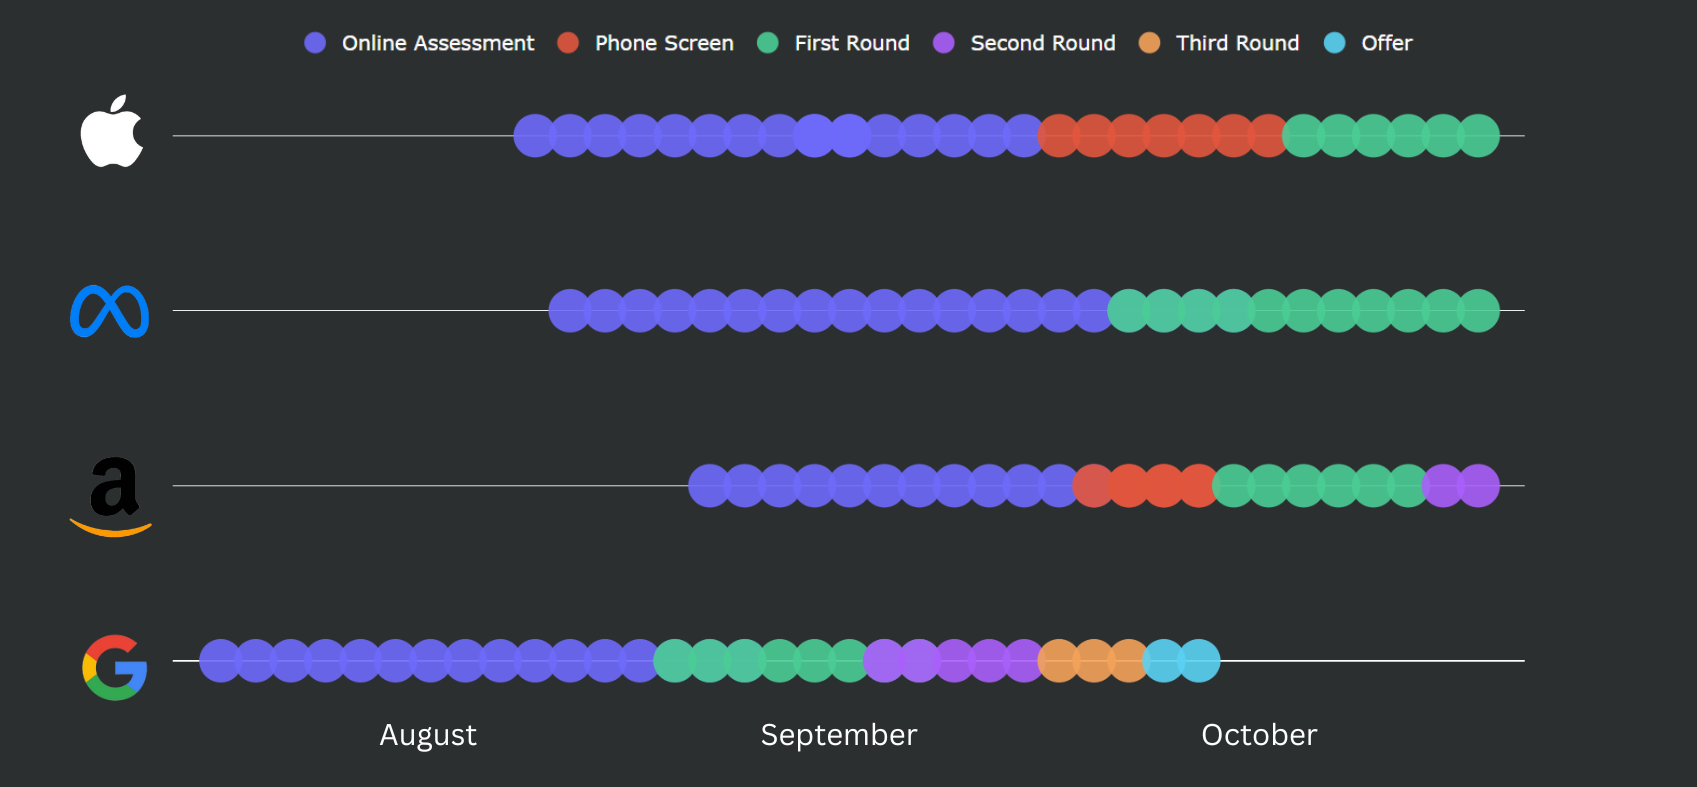 Online Assessment Phone Screen First Round Second Round Third Round Offer
a
August September October